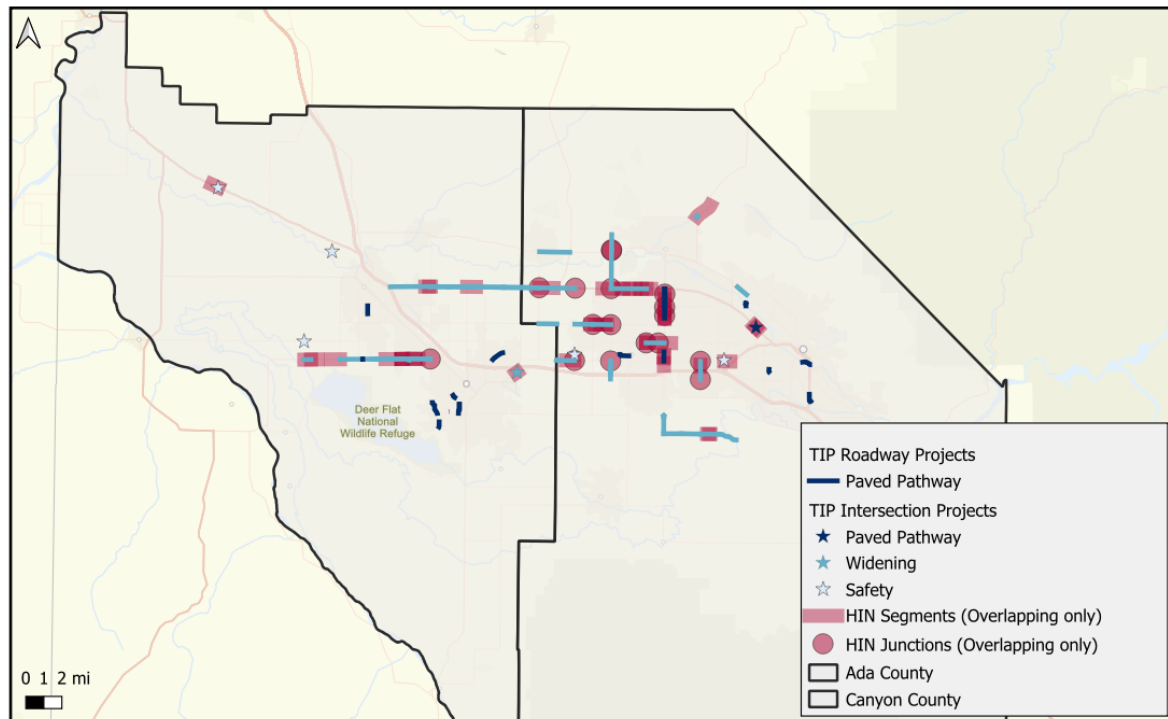 Deer Flat
National
Wildlife Refuge
0 1 2 mi
TIP Roadway Projects
Paved Pathway
TIP Intersection Projects
Paved Pathway
Widening
Safety
HIN Segments (Overlapping only)
HIN Junctions (Overlapping only)
Ada County
Canyon County